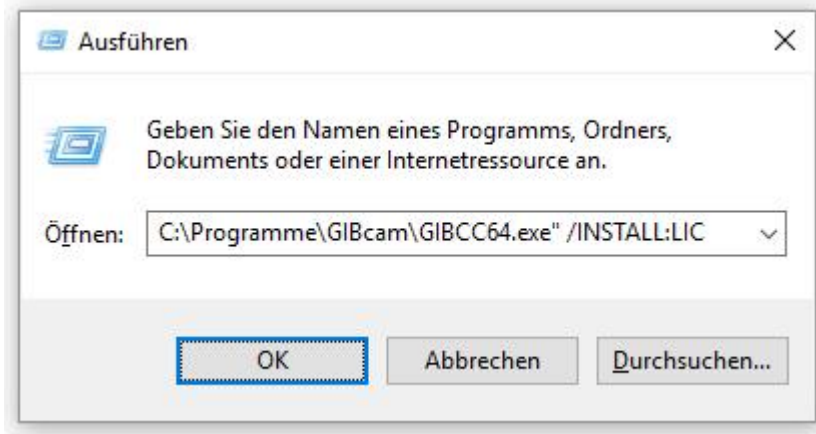 Ausführen
Geben Sie den Namen eines Programms, Ordners,
Dokuments oder einer Internetressource an.
Öffnen: C:\Programme\GIBcam\GIBCC64.exe" /INSTALL:LIC
OK Abbrechen Durchsuchen...